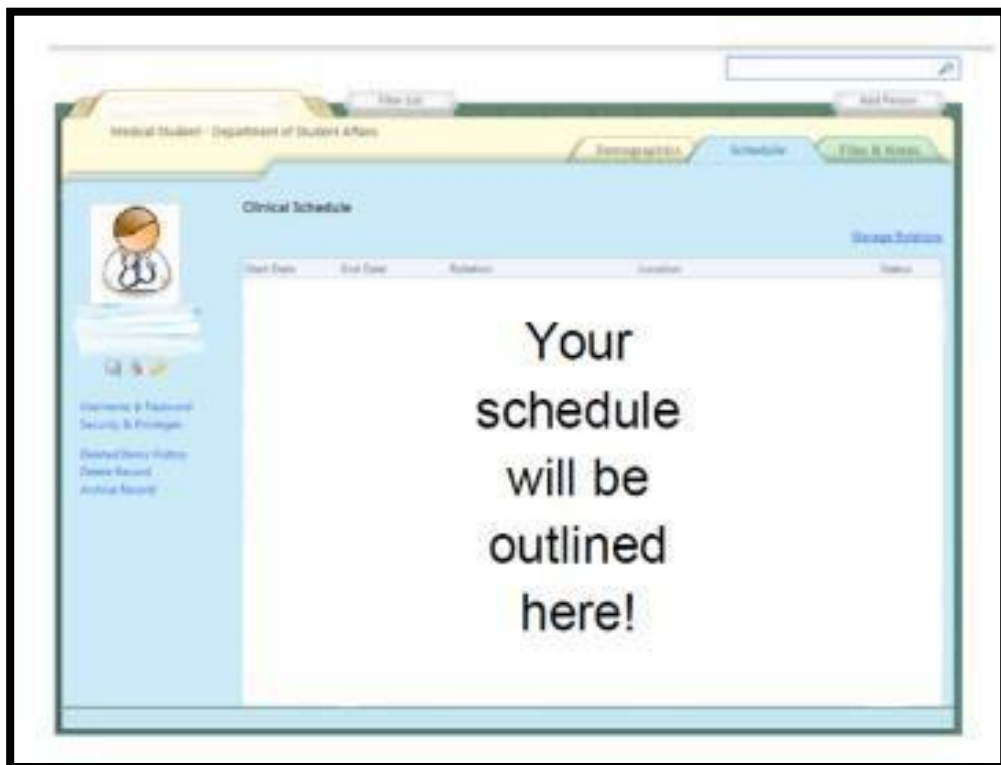 Filter List
Add Person
Medical Student - Department of Student Affairs
Demographics
Schedule
Files & Notes
Clinical Schedule
Start Date
End Date
Rotation
Location
Status
Your
schedule
will be
outlined
here!
Username & Password
Security & Privileges
Deleted Items History
Delete Record
Archive Record